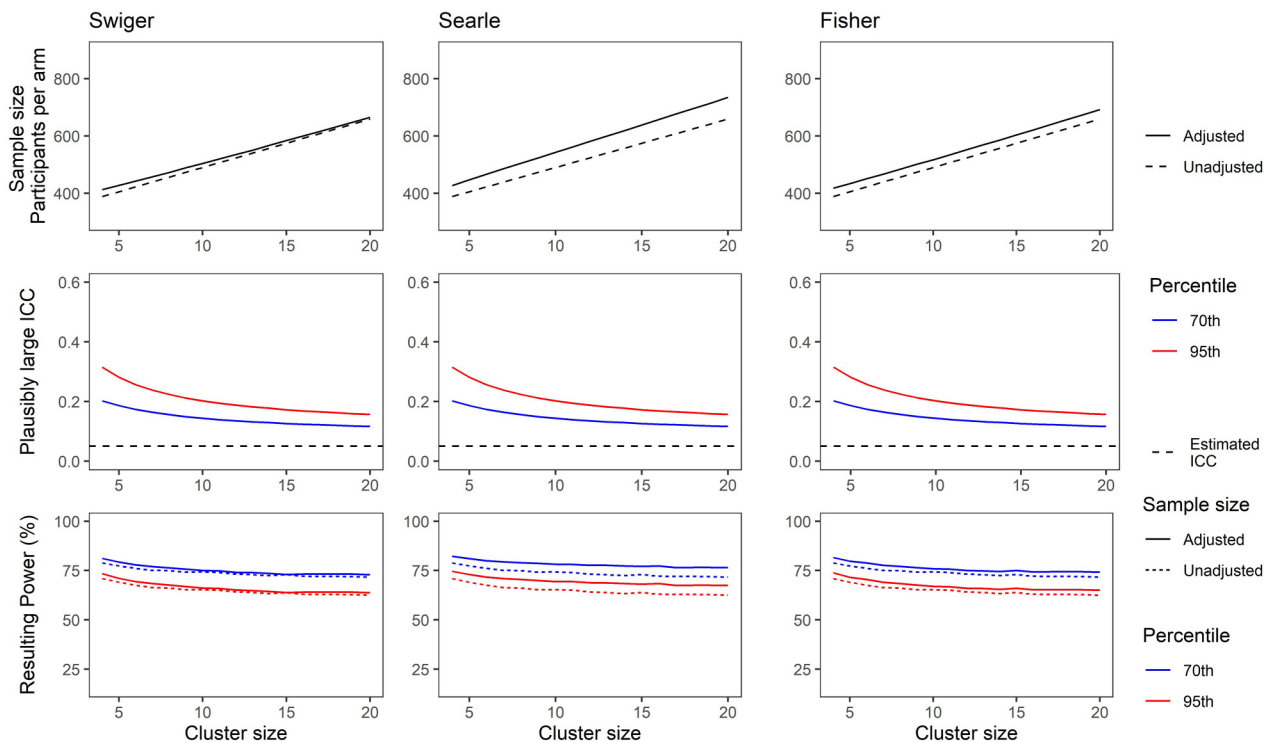 Swiger
Searle
Fisher
Sample size
Participants per arm
800
600
400
5 10 15 20
800
600
400
5 10 15 20
800
600
400
5 10 15 20
Adjusted
Unadjusted
Plausibly large ICC
0.6
0.4
0.2
0.0
5 10 15 20
0.6
0.4
0.2
0.0
5 10 15 20
0.6
0.4
0.2
0.0
5 10 15 20
Percentile
70th
95th
Estimated
ICC
Resulting Power (%)
100
75
50
25
5 10 15 20
Cluster size
100
75
50
25
5 10 15 20
Cluster size
100
75
50
25
5 10 15 20
Cluster size
Sample size
Adjusted
Unadjusted
Percentile
70th
95th